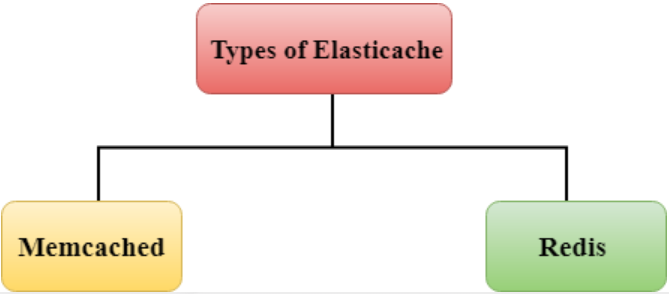 Types of Elasticache
Memcached
Redis